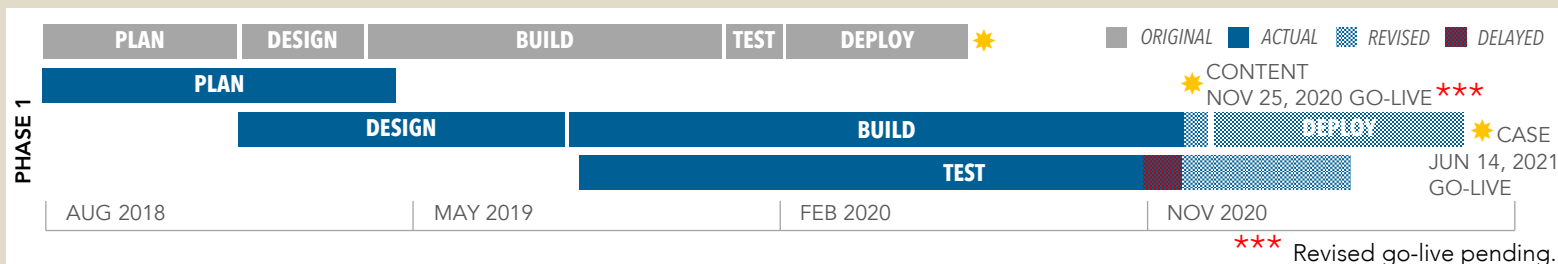 PLAN DESIGN BUILD TEST DEPLOY
ORIGINAL ACTUAL REVISED DELAYED
PHASE 1
PLAN
CONTENT
NOV 25, 2020 GO-LIVE ***
DESIGN BUILD DEPLOY
CASE
JUN 14, 2021
GO-LIVE
TEST
AUG 2018 MAY 2019 FEB 2020 NOV 2020
*** Revised go-live pending.